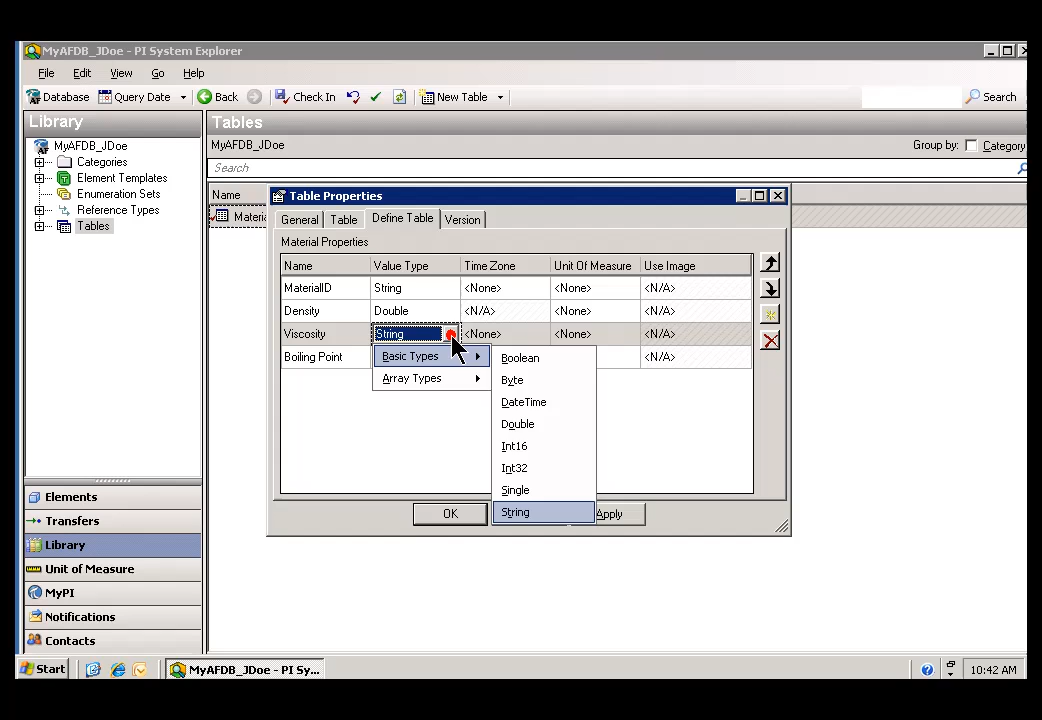 MyAFDB_JDoe - PI System Explorer
File Edit View Go Help
Database Query Date Back Check In New Table Search
Library Tables
MyAFDB_JDoe
Categories
Element Templates
Enumeration Sets
Reference Types
Tables
MyAFDB_JDoe Group by: Category
Search
Name
Materia
Table Properties
General Table Define Table Version
Material Properties
Name Value Type Time Zone Unit Of Measure Use Image
MaterialID String <None> <None> <N/A>
Density Double <N/A> <None> <N/A>
Viscosity String <None> <None> <N/A>
Boiling Point <N/A>
Basic Types
Array Types
Boolean
Byte
DateTime
Double
Int16
Int32
Single
String
OK Apply
Elements
Transfers
Library
Unit of Measure
MyPI
Notifications
Contacts
Start MyAFDB_JDoe - PI Sy... 10:42 AM